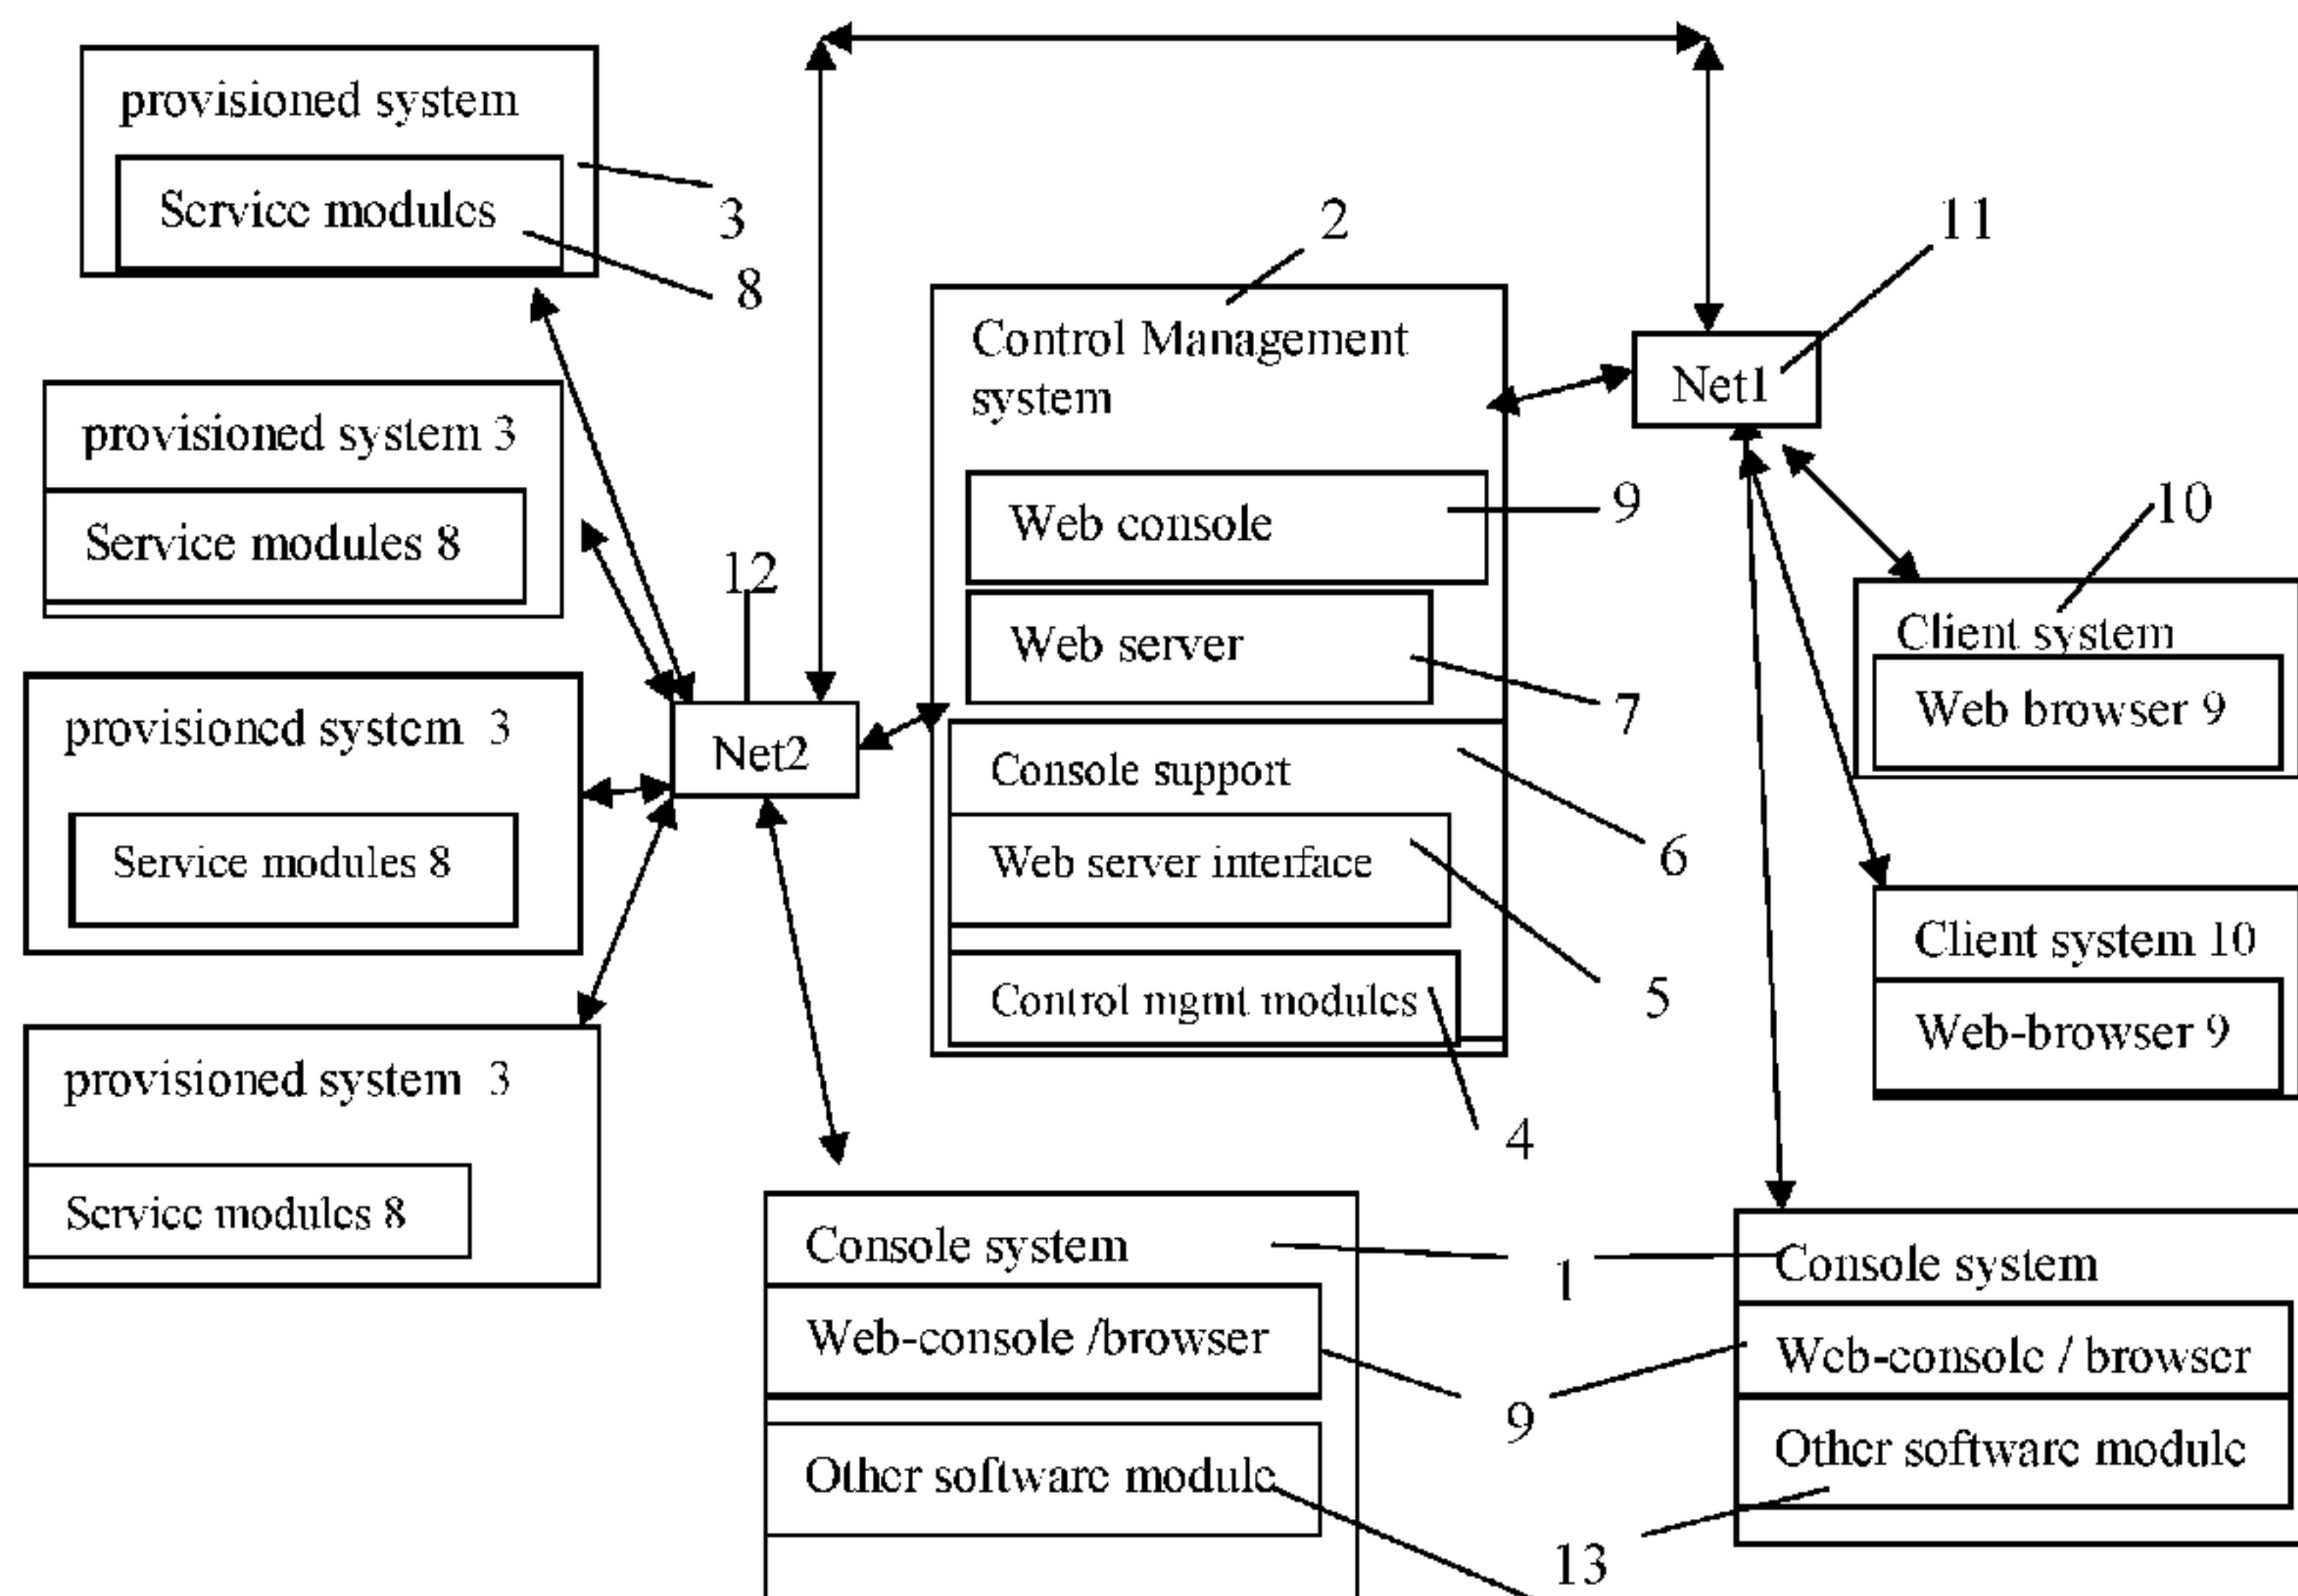 provisioned system
Service modules
3
8
provisioned system 3
Service modules 8
provisioned system 3
Service modules 8
provisioned system 3
Service modules 8
12
Net2
2
Control Management
system
Web console
9
Web server
7
Console support
6
Web server interface
5
Control mgmt modules
4
11
Net1
10
Client system
Web browser 9
Client system 10
Web-browser 9
Console system
1
Web-console /browser
9
Other software module
13
Console system
Web-console / browser
Other software module